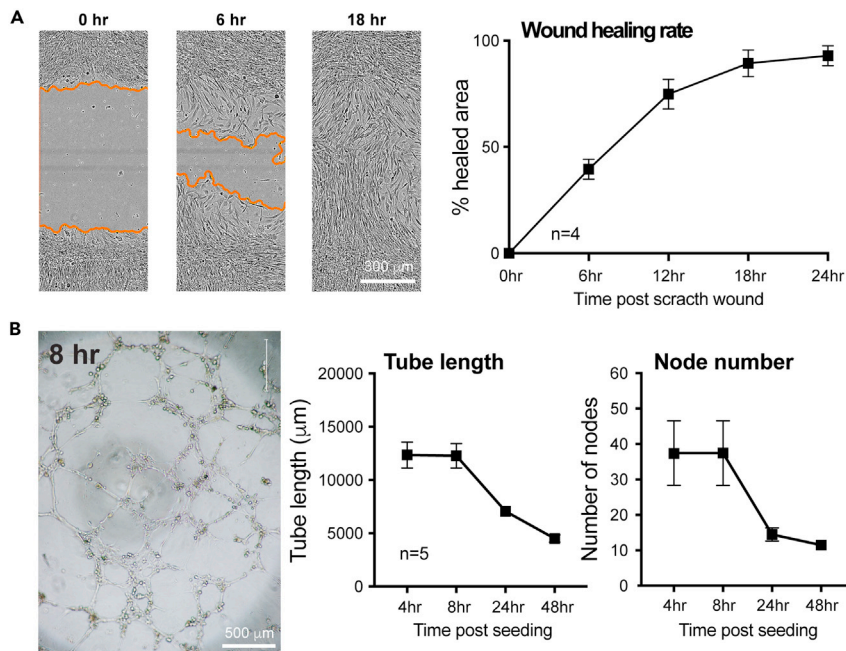 A
0 hr
6 hr
18 hr
300 μm
Wound healing rate
% healed area
100
50
0
n=4
0hr
6hr
12hr
18hr
24hr
Time post scracth wound
B
8 hr
500 μm
Tube length
Tube length (μm)
20000
15000
10000
5000
0
n=5
4hr
8hr
24hr
48hr
Time post seeding
Node number
Number of nodes
60
50
40
30
20
10
0
4hr
8hr
24hr
48hr
Time post seeding